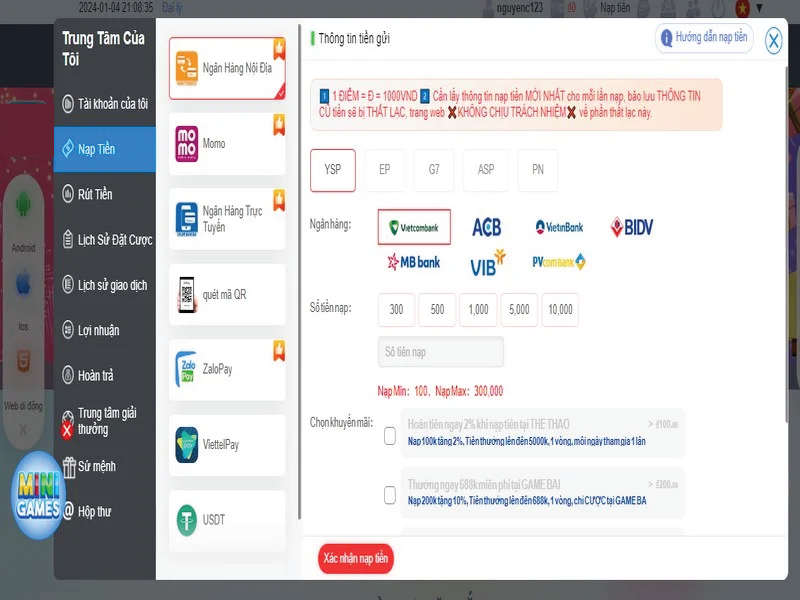 2024-01-04 21:08:35 Đại lý
nguyenc123
Nạp tiền
Trung Tâm Của
Tôi
Tài khoản của tôi
Nạp Tiền
Rút Tiền
Lịch Sử Đặt Cược
Lịch sử giao dịch
Lợi nhuận
Hoàn trả
Trung tâm giải
thưởng
Sứ mệnh
Hộp thư
Android
Ios
Web di động
MINI
GAMES
Ngân Hàng Nội Địa
Momo
Ngân Hàng Trực
Tuyến
quét mã QR
ZaloPay
ViettelPay
USDT
Thông tin tiền gửi
Hướng dẫn nạp tiền
1 1 ĐIỂM = Đ = 1000VND 2 Cần lấy thông tin nạp tiền MỚI NHẤT cho mỗi lần nạp, bảo lưu THÔNG TIN
CŨ tiền sẽ bị THẤT LẠC, trang web ❌KHÔNG CHỊU TRÁCH NHIỆM❌ về phần thất lạc này.
YSP EP G7 ASP PN
Ngân hàng: Vietcombank ACB VietinBank BIDV
MB bank VIB PVcomBank
Số tiền nạp: 300 500 1,000 5,000 10,000
Số tiền nạp
Nạp Min: 100, Nạp Max: 300,000
Chọn khuyến mãi:
Hoàn tiền ngay 2% khi nạp tiền tại THE THAO > ₫100.00
Nạp 100k tặng 2%, Tiền thưởng lên đến 5000k, 1 vòng, mỗi ngày tham gia 1 lần
Thưởng ngay 688k miễn phí tại GAME BAI > ₫200.00
Nạp 200k tặng 10%, Tiền thưởng lên đến 688k, 1 vòng, chỉ CƯỢC tại GAME BA
Xác nhận nạp tiền